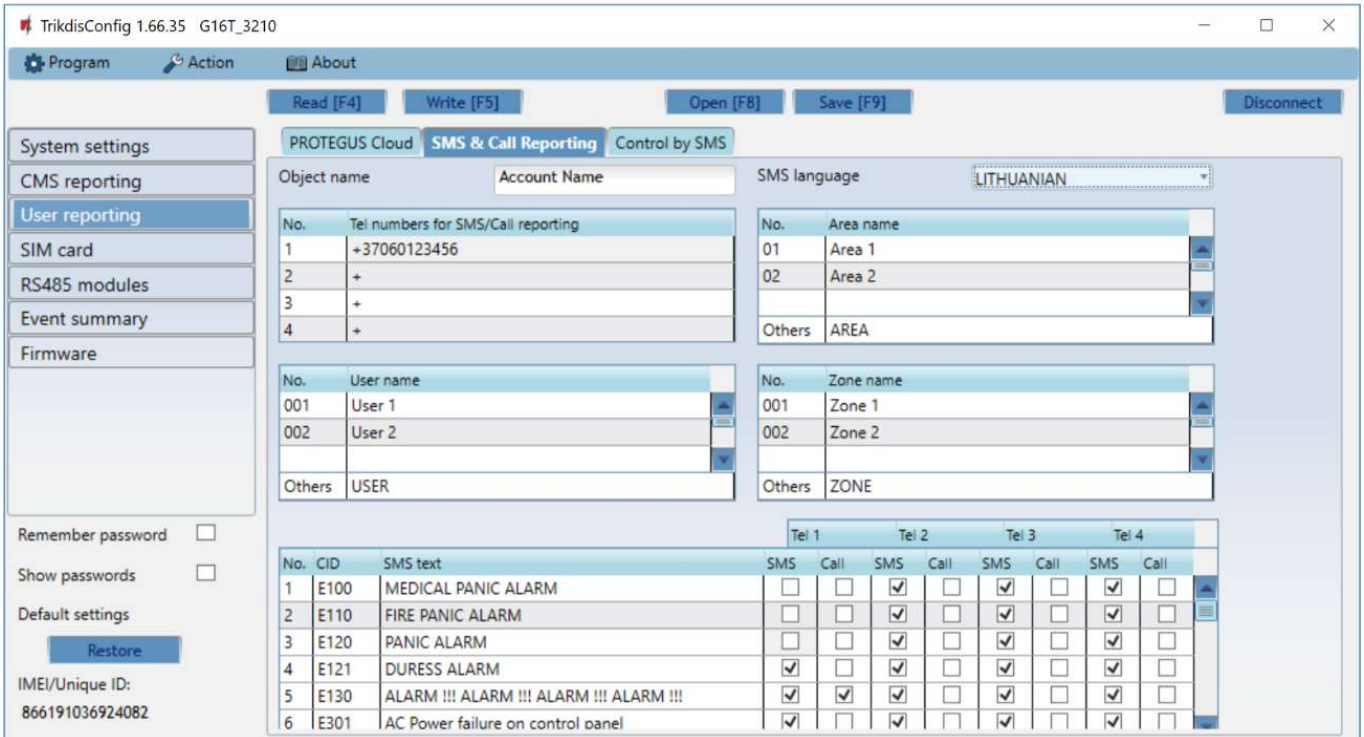 TrikdisConfig 1.66.35 G16T_3210
Program Action About
Read [F4] Write [F5] Open [F8] Save [F9] Disconnect
System settings
CMS reporting
User reporting
SIM card
RS485 modules
Event summary
Firmware
Remember password
Show passwords
Default settings
Restore
IMEI/Unique ID:
866191036924082
PROTEGUS Cloud SMS & Call Reporting Control by SMS
Object name Account Name SMS language LITHUANIAN
No. Tel numbers for SMS/Call reporting
1 +37060123456
2 +
3 +
4 +
No. Area name
01 Area 1
02 Area 2
Others AREA
No. User name
001 User 1
002 User 2
Others USER
No. Zone name
001 Zone 1
002 Zone 2
Others ZONE
Tel 1 Tel 2 Tel 3 Tel 4
No. CID SMS text SMS Call SMS Call SMS Call SMS Call
1 E100 MEDICAL PANIC ALARM
2 E110 FIRE PANIC ALARM
3 E120 PANIC ALARM
4 E121 DURESS ALARM
5 E130 ALARM !!! ALARM !!! ALARM !!! ALARM !!!
6 E301 AC Power failure on control panel